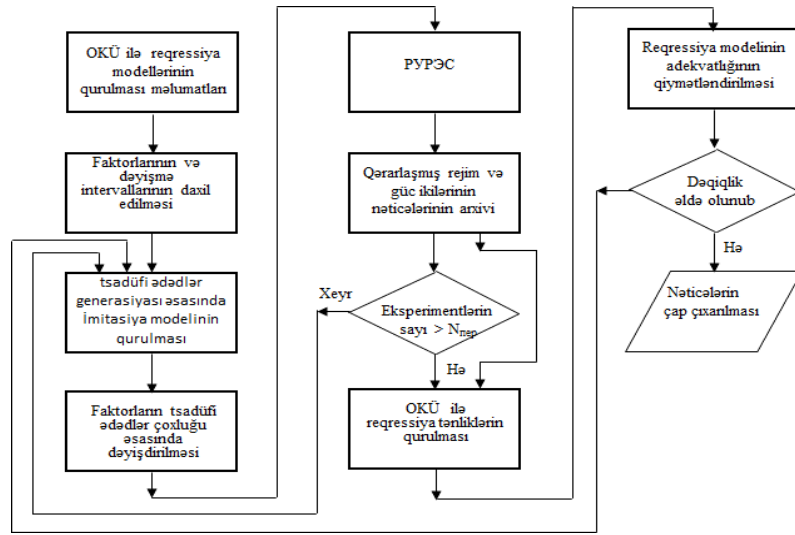 OKÜ ilə reqressiya
modellərinin
qurulması məlumatları
Faktorlarının və
dəyişmə
intervallarının daxil
edilməsi
tsadüfi ədədlər
generasiyası əsasında
İmitasiya modelinin
qurulması
Faktorların tsadüfi
ədədlər çoxluğu
əsasında
dəyişdirilməsi
РУРЭС
Qərarlaşmış rejim və
güc ikilərinin
nəticələrinin arxivi
Xeyr
Eksperimentlərin
sayı > Nпер
Hə
OKÜ ilə
reqressiya tənliklərin
qurulması
Reqressiya modelinin
adekvatlığının
qiymətləndirilməsi
Dəqiqlik
əldə olunub
Hə
Nəticələrin
çap çıxanılması